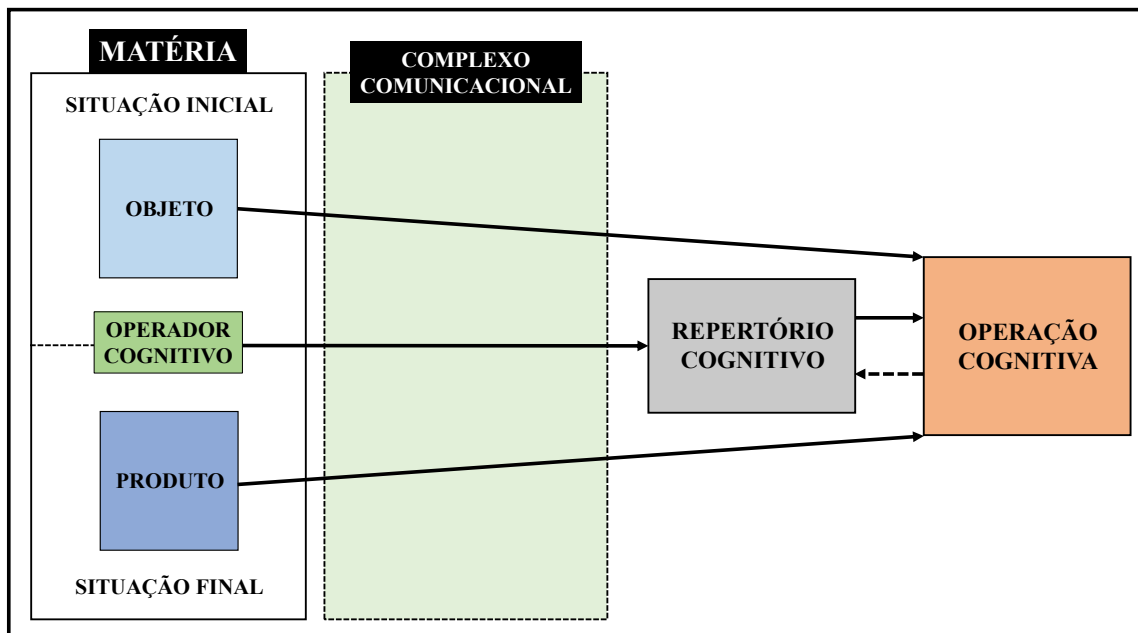 MATÉRIA
SITUAÇÃO INICIAL
OBJETO
OPERADOR
COGNITIVO
PRODUTO
SITUAÇÃO FINAL
COMPLEXO
COMUNICACIONAL
REPERTÓRIO
COGNITIVO
OPERAÇÃO
COGNITIVA